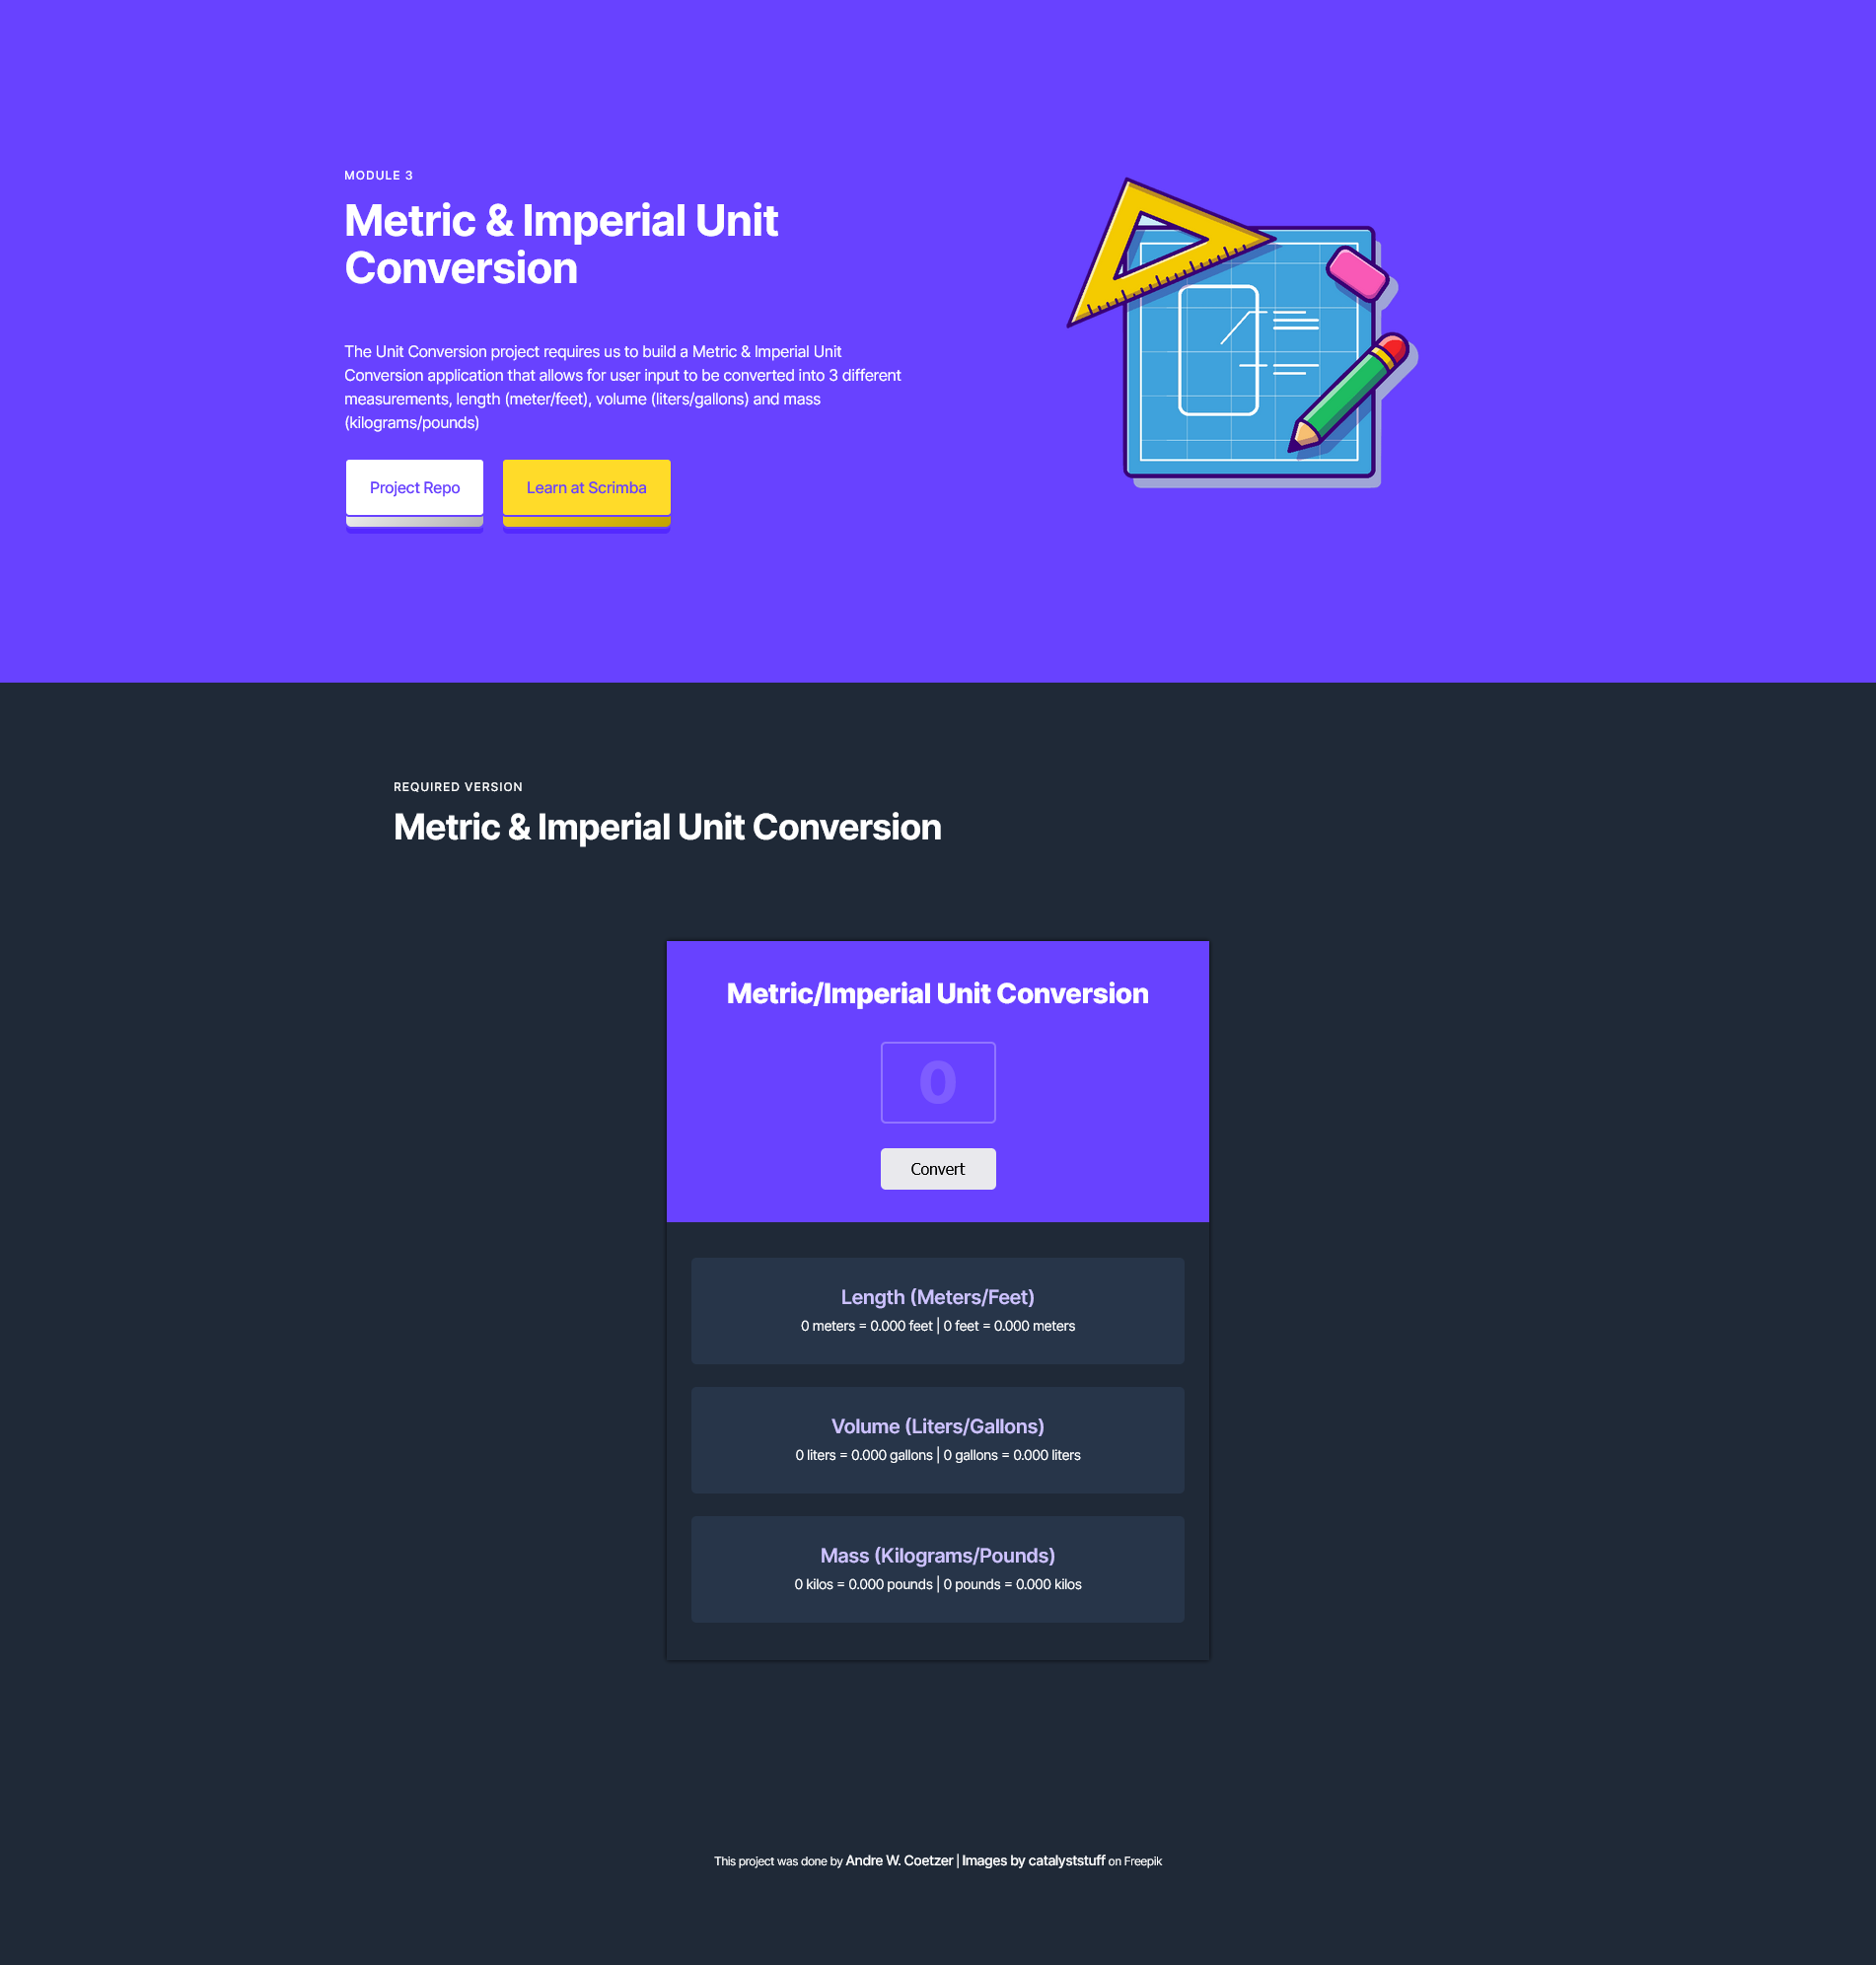 MODULE 3
Metric & Imperial Unit
Conversion
The Unit Conversion project requires us to build a Metric & Imperial Unit
Conversion application that allows for user input to be converted into 3 different
measurements, length (meter/feet), volume (liters/gallons) and mass
(kilograms/pounds)
Project Repo
Learn at Scrimba
REQUIRED VERSION
Metric & Imperial Unit Conversion
Metric/Imperial Unit Conversion
0
Convert
Length (Meters/Feet)
0 meters = 0.000 feet | 0 feet = 0.000 meters
Volume (Liters/Gallons)
0 liters = 0.000 gallons | 0 gallons = 0.000 liters
Mass (Kilograms/Pounds)
0 kilos = 0.000 pounds | 0 pounds = 0.000 kilos
This project was done by Andre W. Coetzer | Images by catalyststuff on Freepik